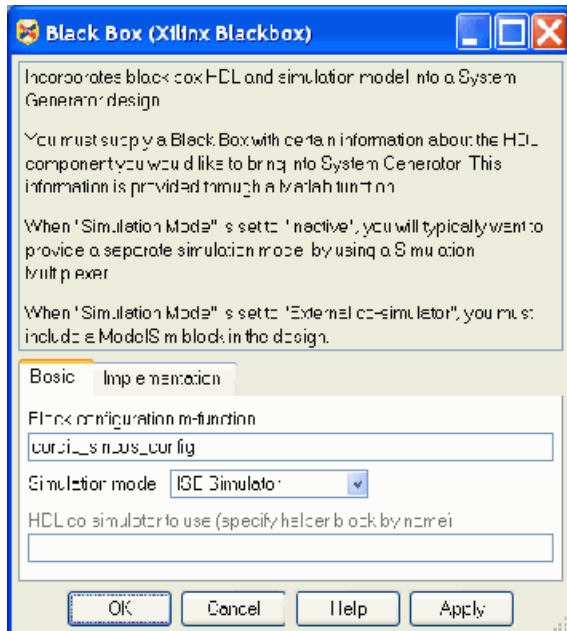 Black Box (Xilinx Blackbox)
Incorporates black box HDL and simulation model into a System
Generator design.
You must supply a Black Box with certain information about the HDL
component you would like to bring into System Generator. This
information is provided through a Matlab function.
When "Simulation Mode" is set to "Inactive", you will typically want to
provide a separate simulation model by using a Simulation
Multiplexer.
When "Simulation Mode" is set to "External co-simulator", you must
include a ModelSim block in the design.
Basic Implementation
Block configuration m-function
cordic_sincos_config
Simulation mode ISE Simulator
HDL co-simulator to use (specify helper block by name)
OK Cancel Help Apply